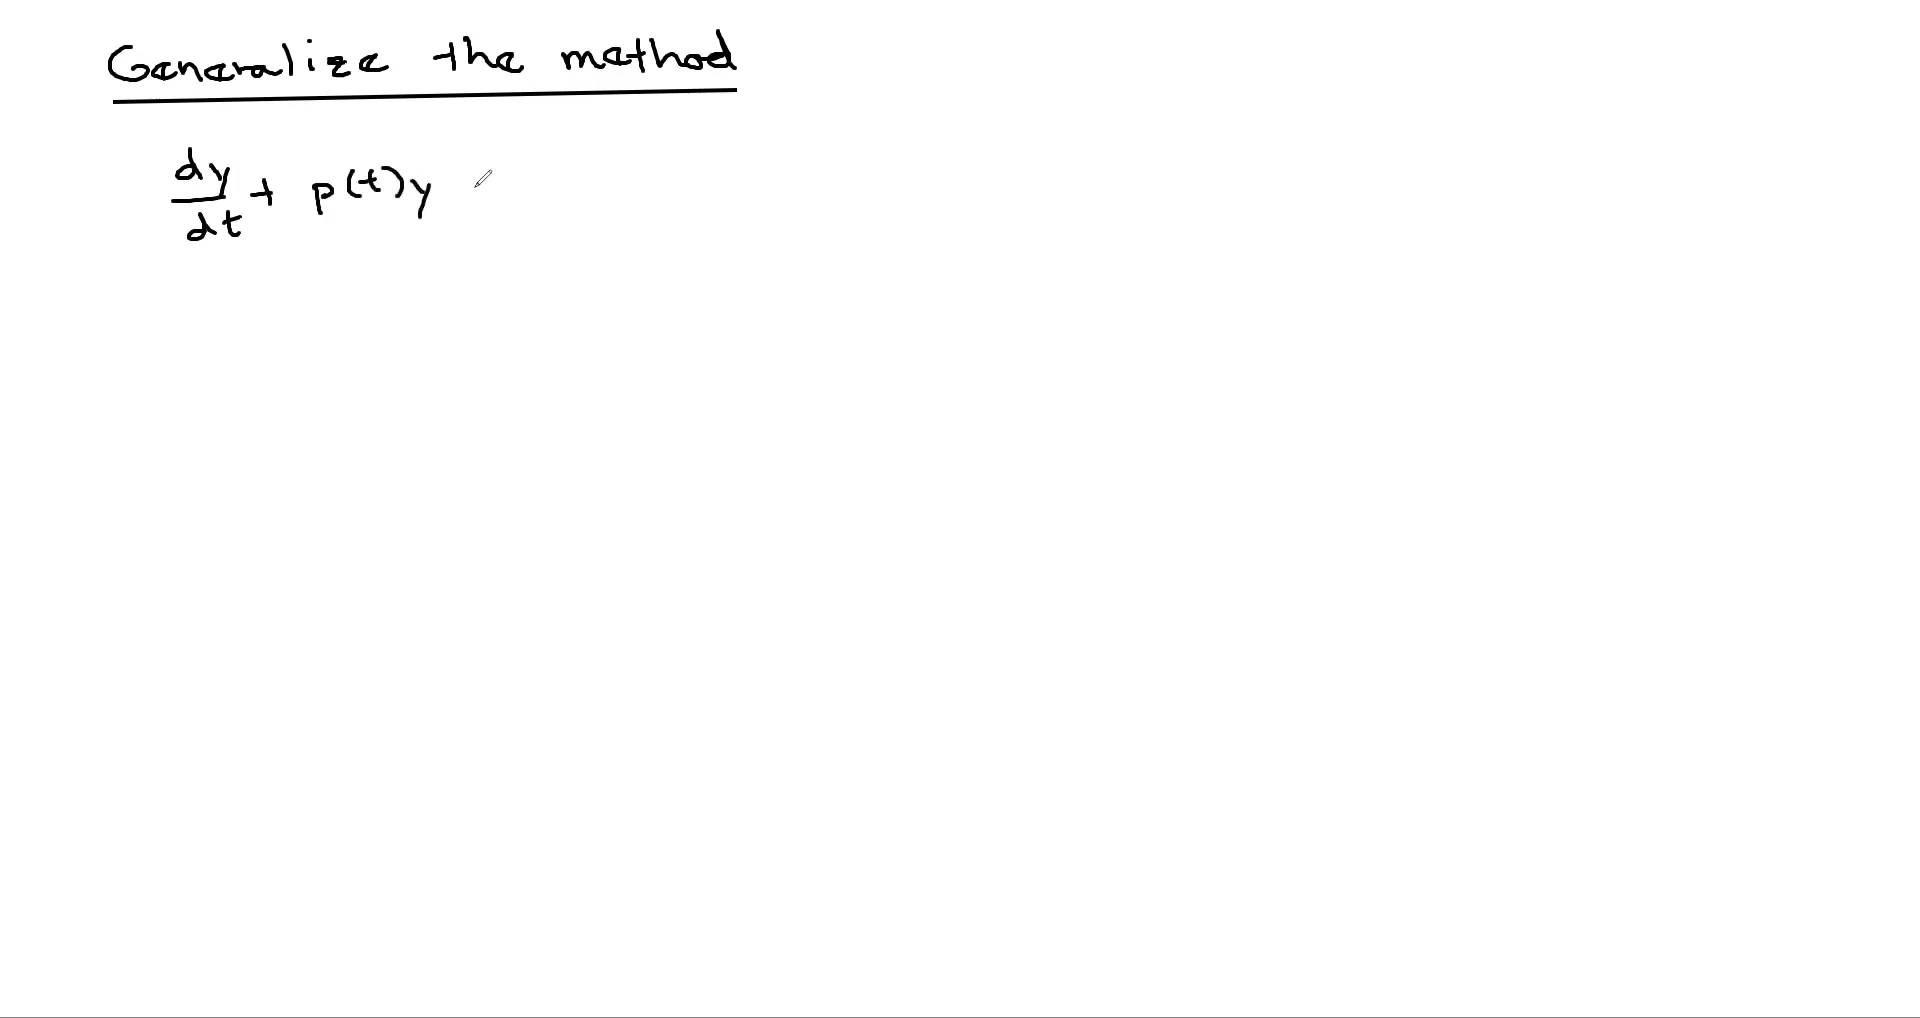 Generalize the method
dy/dt + p(t)y